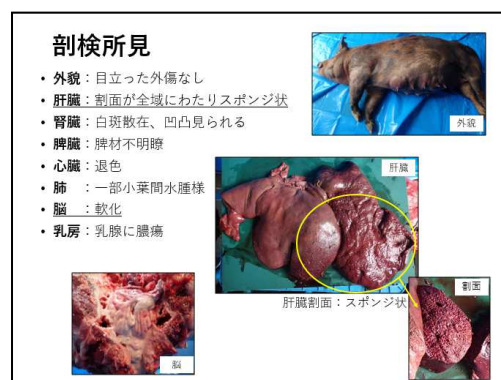 剖検所見
• 外貌：目立った外傷なし
• 肝臓：割面が全域にわたりスポンジ状
• 腎臓：白斑散在、凹凸見られる
• 脾臓：脾材不明瞭
• 心臓：退色
• 肺　：一部小葉間水腫様
• 脳　：軟化
• 乳房：乳腺に膿瘍
外貌
肝臓
肝臓割面：スポンジ状
割面
脳